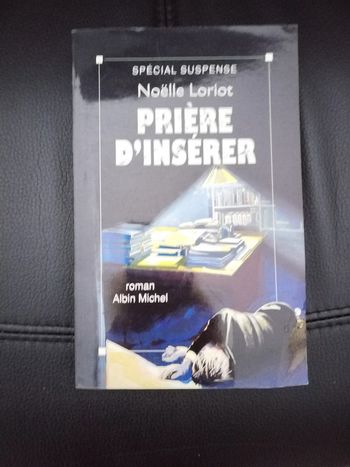 SPÉCIAL SUSPENSE
Noëlle Loriot
PRIÈRE
D'INSÉRER
roman
Albin Michel